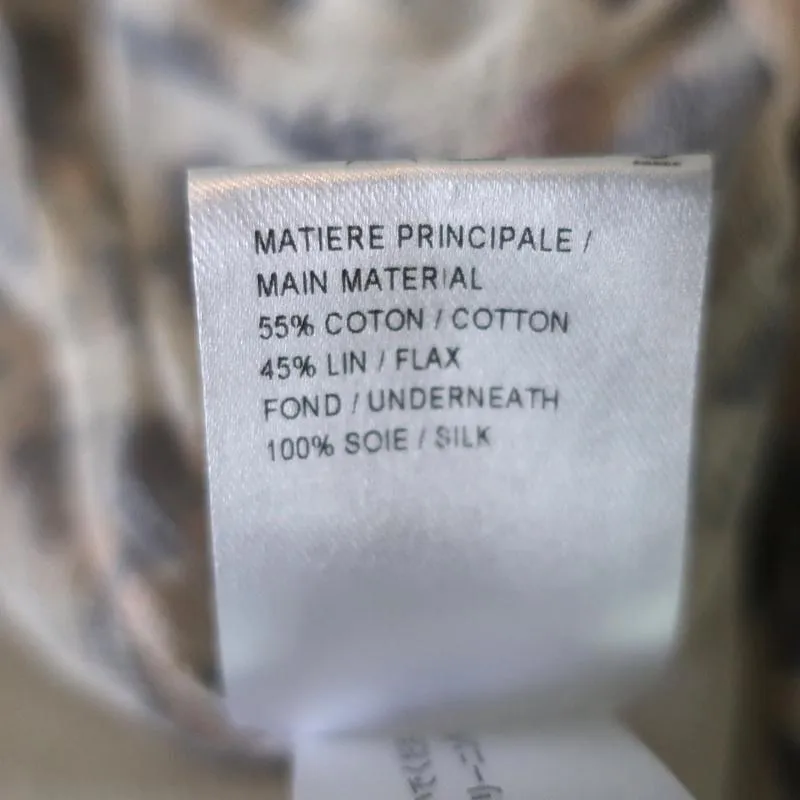 MATIERE PRINCIPALE /
MAIN MATERIAL
55% COTON / COTTON
45% LIN / FLAX
FOND / UNDERNEATH
100% SOIE / SILK